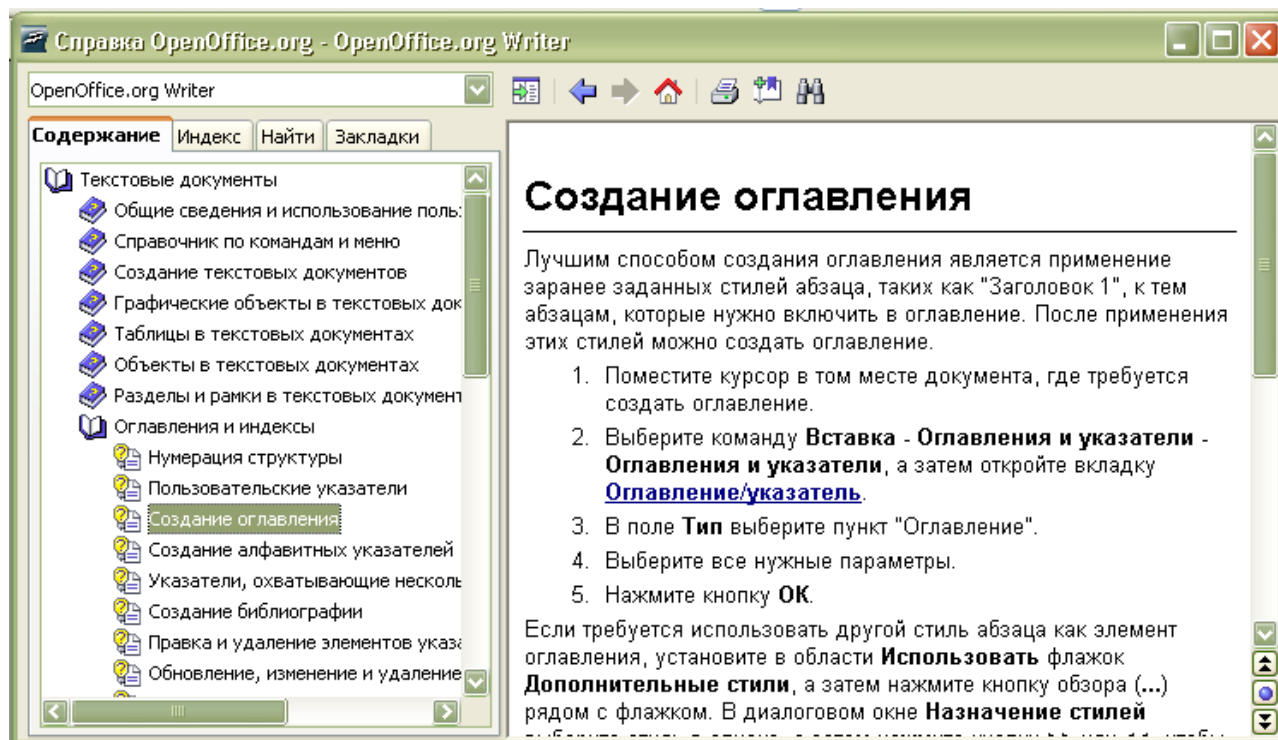 Справка OpenOffice.org - OpenOffice.org Writer
OpenOffice.org Writer
Содержание Индекс Найти Закладки
Текстовые документы
Общие сведения и использование
Справочник по командам и меню
Создание текстовых документов
Графические объекты в текстовых док
Таблицы в текстовых документах
Объекты в текстовых документах
Разделы и рамки в текстовых
Оглавления и индексы
Нумерация структуры
Пользовательские указатели
Создание оглавления
Создание алфавитных указателей
Указатели, охватывающие
Создание библиографии
Правка и удаление элементов
Обновление, изменение и удаление
Создание оглавления
Лучшим способом создания оглавления является применение
заранее заданных стилей абзаца, таких как "Заголовок 1", к тем
абзацам, которые нужно включить в оглавление. После применения
этих стилей можно создать оглавление.
1. Поместите курсор в том месте документа, где требуется
создать оглавление.
2. Выберите команду Вставка - Оглавления и указатели -
Оглавления и указатели, а затем откройте вкладку
Оглавление/указатель.
3. В поле Тип выберите пункт "Оглавление".
4. Выберите все нужные параметры.
5. Нажмите кнопку ОК.
Если требуется использовать другой стиль абзаца как элемент
оглавления, установите в области Использовать флажок
Дополнительные стили, а затем нажмите кнопку обзора (...)
рядом с флажком. В диалоговом окне Назначение стилей